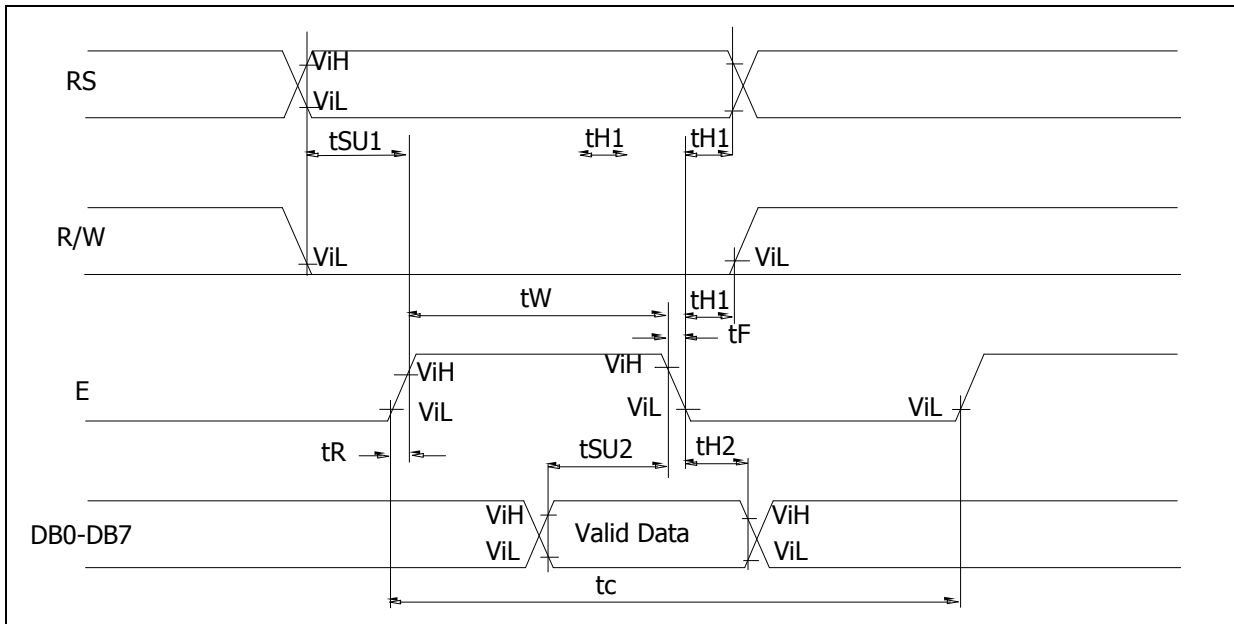 RS
ViH
ViL
tSU1
tH1
tH1
R/W
ViL
ViL
tW
tH1
tF
E
ViH
ViH
ViL
ViL
ViL
tR
tSU2
tH2
DB0-DB7
ViH
Valid Data
ViH
ViL
ViL
tc